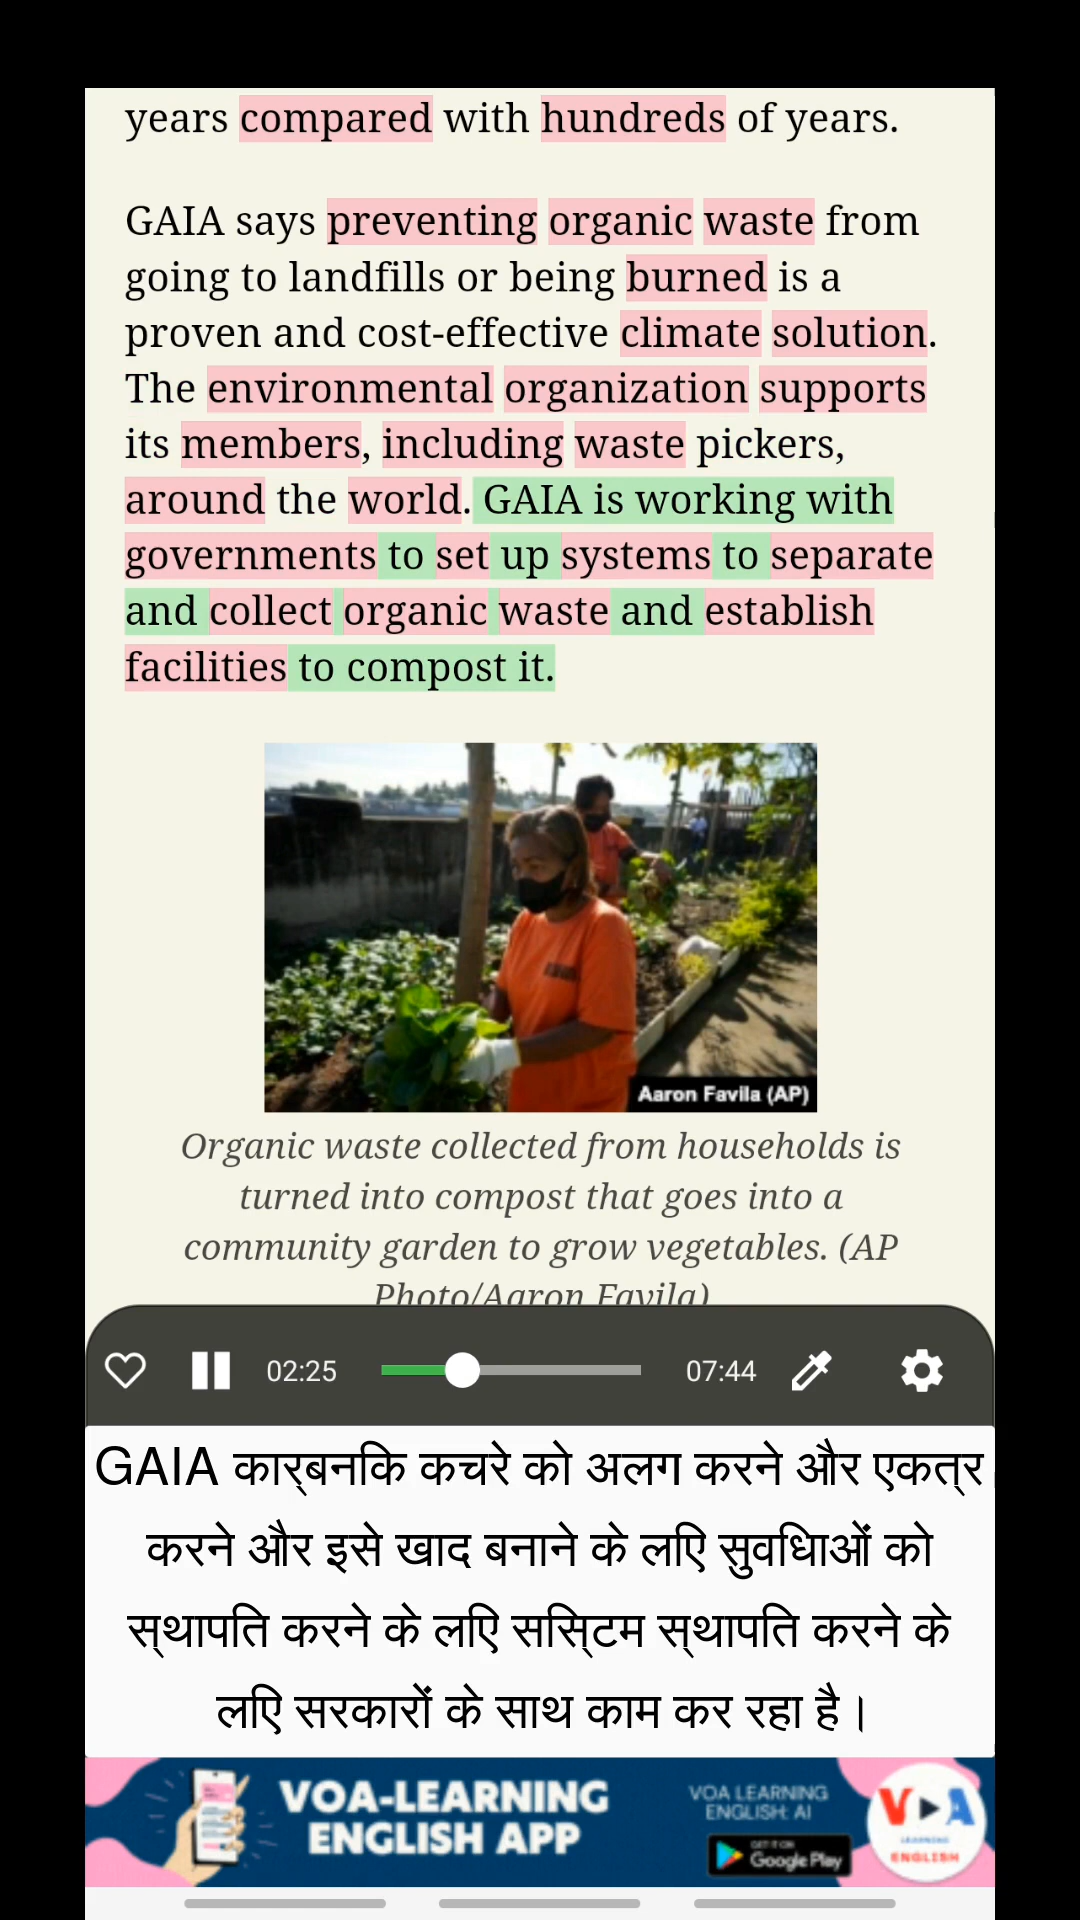 years compared with hundreds of years.
GAIA says preventing organic waste from
going to landfills or being burned is a
proven and cost-effective climate solution.
The environmental organization supports
its members, including waste pickers,
around the world. GAIA is working with
governments to set up systems to separate
and collect organic waste and establish
facilities to compost it.
Aaron Favila (AP)
Organic waste collected from households is
turned into compost that goes into a
community garden to grow vegetables. (AP
Photo/Aaron Favila)
02:25
07:44
GAIA कार्बनिक कचरे को अलग करने और एकत्र
करने और इसे खाद बनाने के लिए सुविधाओं को
स्थापित करने के लिए सिस्टम स्थापित करने के
लिए सरकारों के साथ काम कर रहा है।
VOA-LEARNING
ENGLISH APP
VOA LEARNING
ENGLISH: AI
GET IT ON
Google Play
VOA
LEARNING
ENGLISH